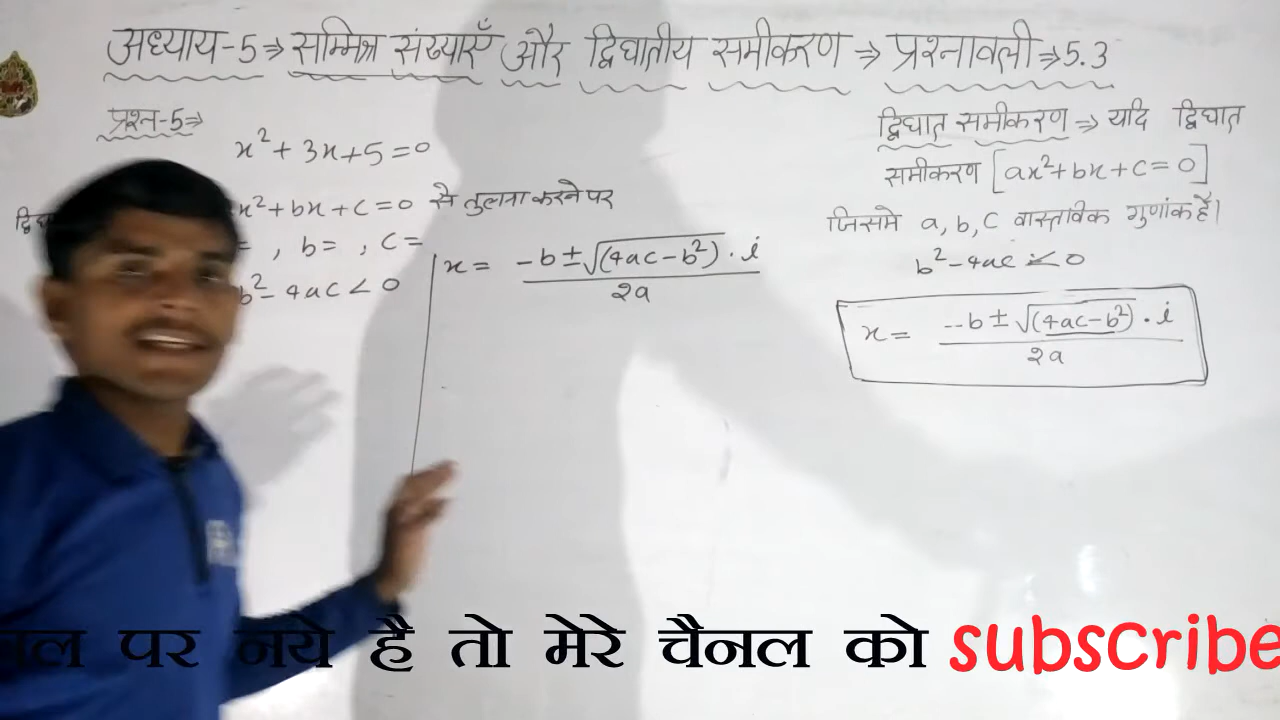 अध्याय-5⇒ सम्मिश्र संख्याएँ और द्विघातीय समीकरण ⇒ प्रश्नावली⇒5.3
प्रश्न-5⇒
x²+3x+5=0
x²+bx+c=0 से तुलना करने पर
= , b= , c=
b²-4ac<0
x= -b±√(4ac-b²).i
2a
द्विघात समीकरण ⇒ यदि द्विघात
समीकरण [ax²+bx+c=0]
जिसमे a, b, c वास्तविक गुणांक हैं।
b²-4ac < 0
x= -b±√(4ac-b²).i
2a
पर नये है तो मेरे चैनल को subscribe